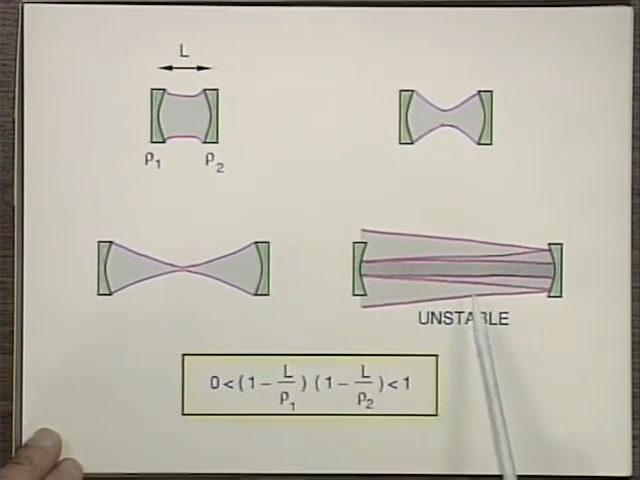 L
ρ₁ ρ₂
UNSTABLE
0 < (1 − L/ρ₁) (1 − L/ρ₂) < 1